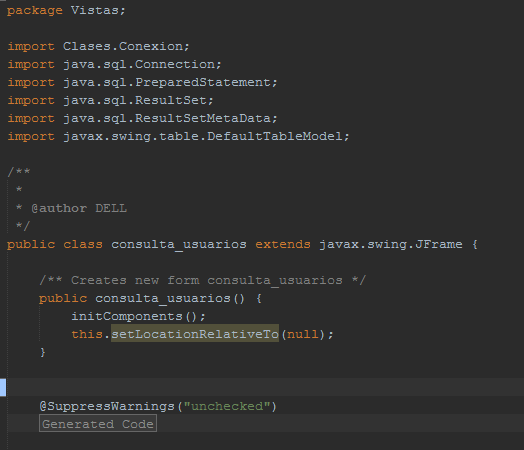 package Vistas;
import Clases.Conexion;
import java.sql.Connection;
import java.sql.PreparedStatement;
import java.sql.ResultSet;
import java.sql.ResultSetMetaData;
import javax.swing.table.DefaultTableModel;
/**
 *
 * @author DELL
 */
public class consulta_usuarios extends javax.swing.JFrame {
    /** Creates new form consulta_usuarios */
    public consulta_usuarios() {
        initComponents();
        this.setLocationRelativeTo(null);
    }
    @SuppressWarnings("unchecked")
    Generated Code